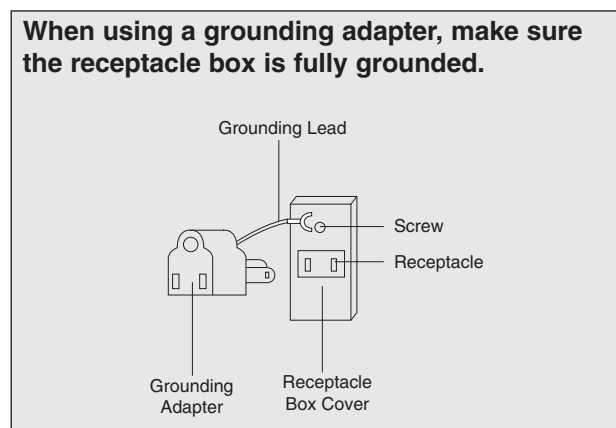 When using a grounding adapter, make sure
the receptacle box is fully grounded.
Grounding Lead
Screw
Receptacle
Grounding
Adapter
Receptacle
Box Cover